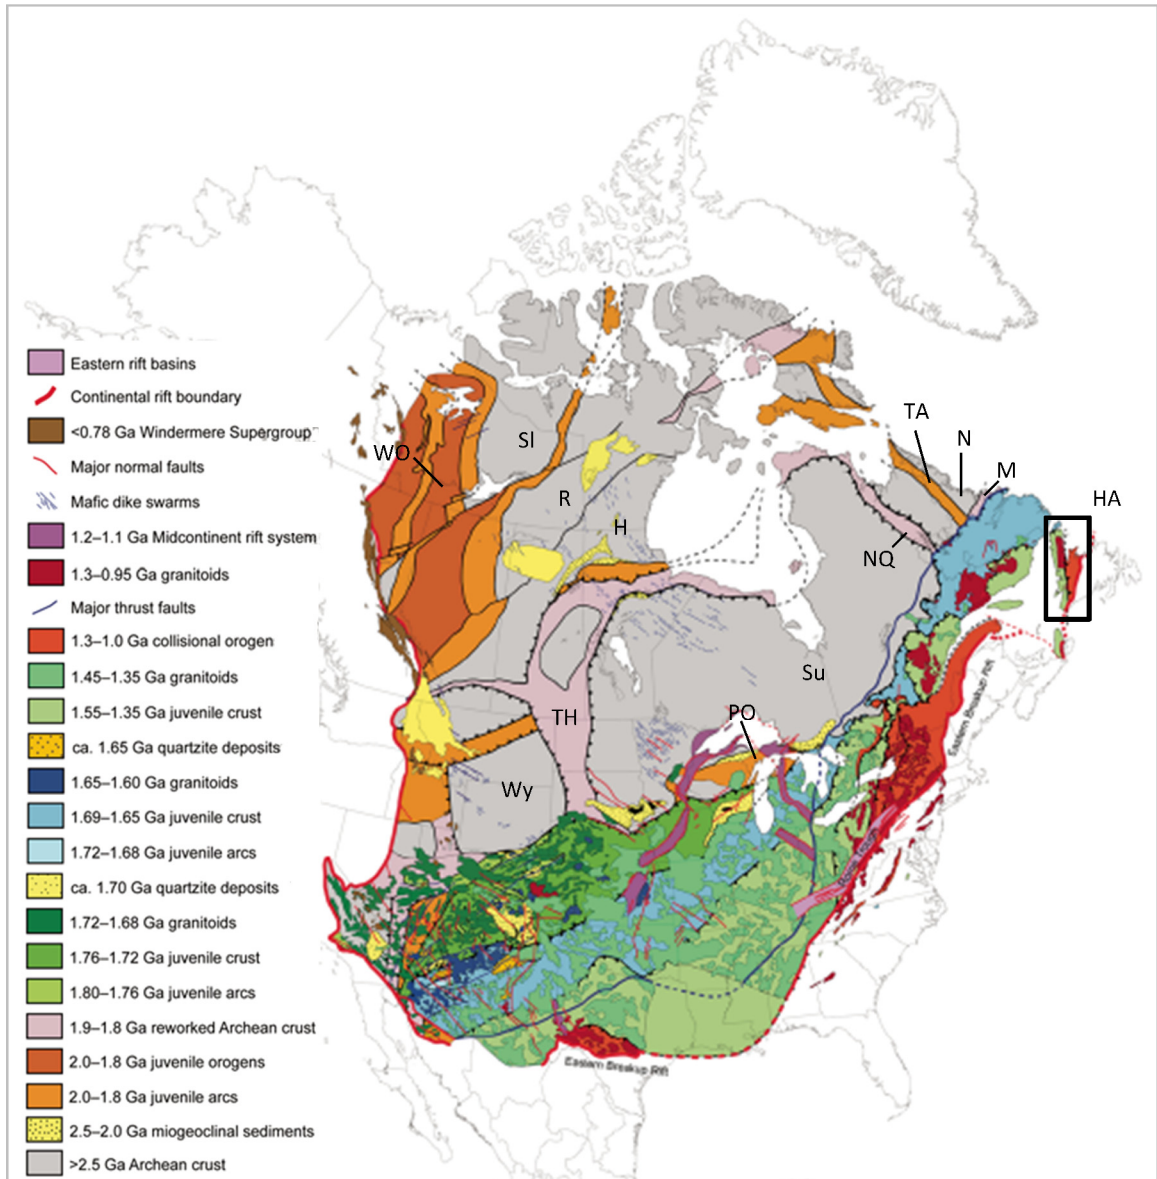 Eastern rift basins
Continental rift boundary
<0.78 Ga Windermere Supergroup
Major normal faults
Mafic dike swarms
1.2–1.1 Ga Midcontinent rift system
1.3–0.95 Ga granitoids
Major thrust faults
1.3–1.0 Ga collisional orogen
1.45–1.35 Ga granitoids
1.55–1.35 Ga juvenile crust
ca. 1.65 Ga quartzite deposits
1.65–1.60 Ga granitoids
1.69–1.65 Ga juvenile crust
1.72–1.68 Ga juvenile arcs
ca. 1.70 Ga quartzite deposits
1.72–1.68 Ga granitoids
1.76–1.72 Ga juvenile crust
1.80–1.76 Ga juvenile arcs
1.9–1.8 Ga reworked Archean crust
2.0–1.8 Ga juvenile orogens
2.0–1.8 Ga juvenile arcs
2.5–2.0 Ga miogeoclinal sediments
>2.5 Ga Archean crust
TA
N
M
HA
WO
Sl
R
H
NQ
Su
TH
PO
Wy
Eastern Breakup Rift
Eastern Breakup Rift